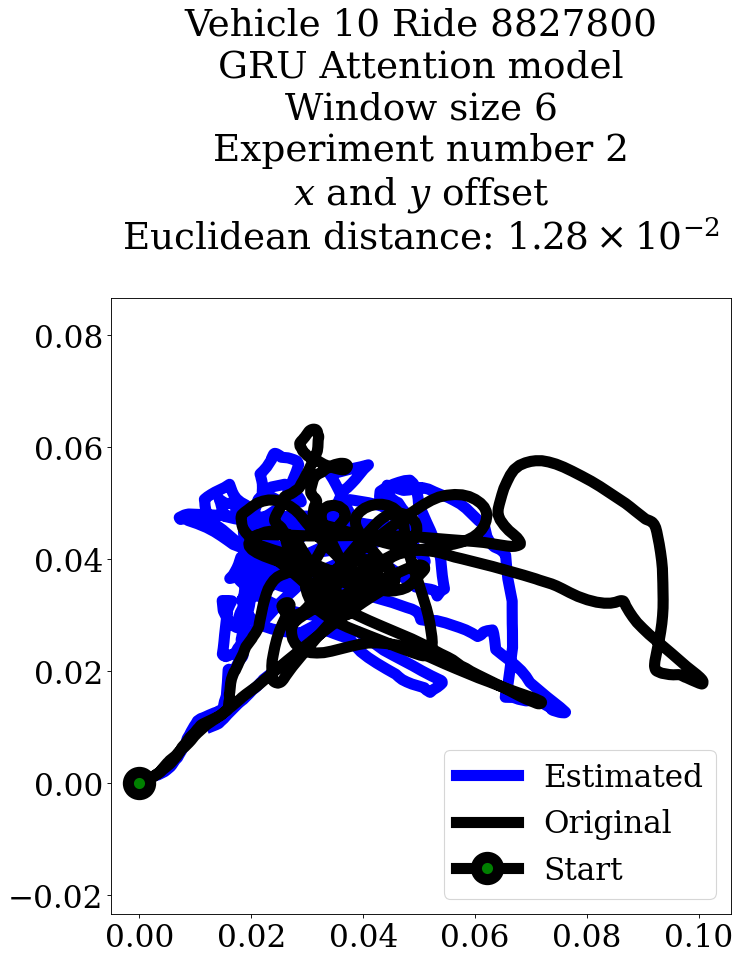 Vehicle 10 Ride 8827800
GRU Attention model
Window size 6
Experiment number 2
x and y offset
Euclidean distance: 1.28 × 10⁻²
0.08
0.06
0.04
0.02
0.00
−0.02
0.00 0.02 0.04 0.06 0.08 0.10
Estimated
Original
Start